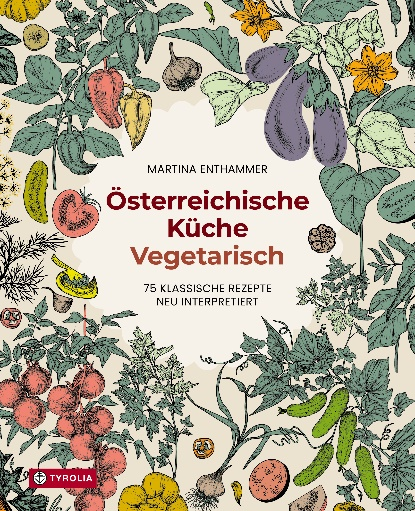 MARTINA ENTHAMMER
Österreichische
Küche
Vegetarisch
75 KLASSISCHE REZEPTE
NEU INTERPRETIERT
TYROLIA